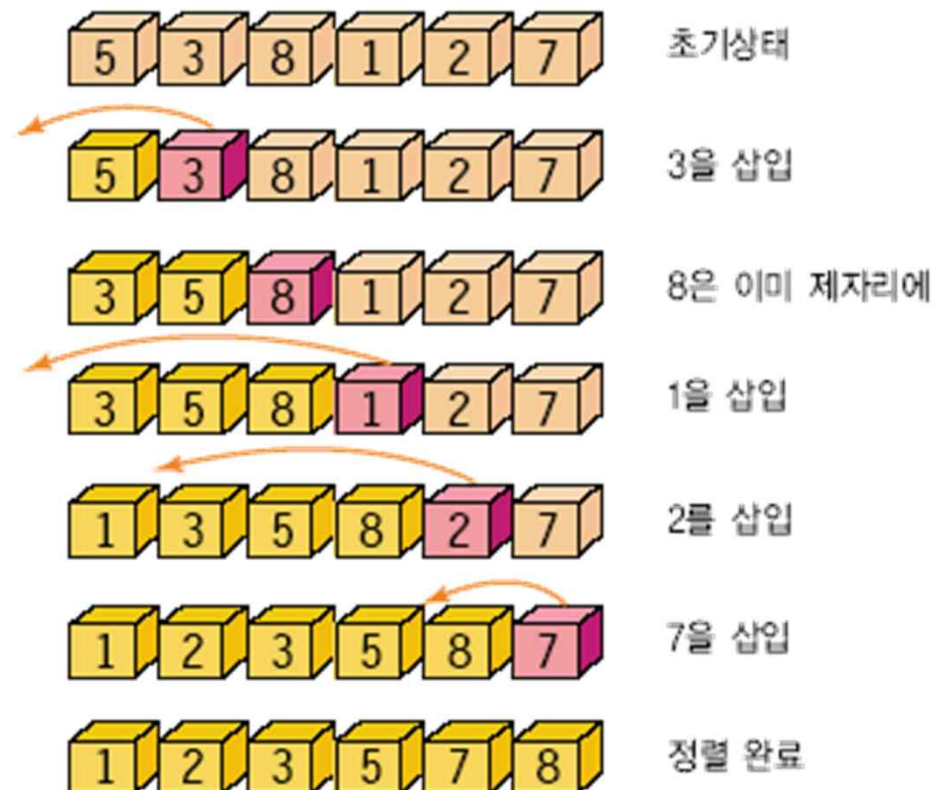 5 3 8 1 2 7 초기상태
5 3 8 1 2 7 3을 삽입
3 5 8 1 2 7 8은 이미 제자리에
3 5 8 1 2 7 1을 삽입
1 3 5 8 2 7 2를 삽입
1 2 3 5 8 7 7을 삽입
1 2 3 5 7 8 정렬 완료